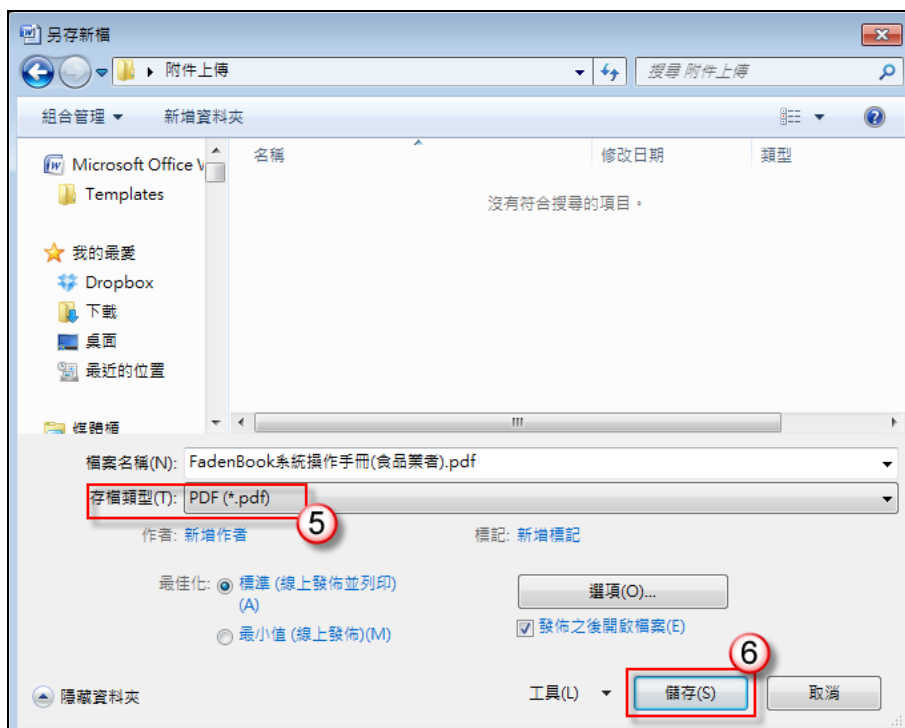 另存新檔
附件上傳
搜尋 附件上傳
組合管理
新增資料夾
名稱
修改日期
類型
Microsoft Office
Templates
沒有符合搜尋的項目。
我的最愛
Dropbox
下載
桌面
最近的位置
媒體櫃
檔案名稱(N): FadenBook系統操作手冊(食品業者).pdf
存檔類型(T): PDF (*.pdf)
5
作者: 新增作者
標記: 新增標記
最佳化: 標準 (線上發佈並列印)
(A)
最小值 (線上發佈)(M)
選項(O)...
發佈之後開啟檔案(E)
6
隱藏資料夾
工具(L)
儲存(S)
取消